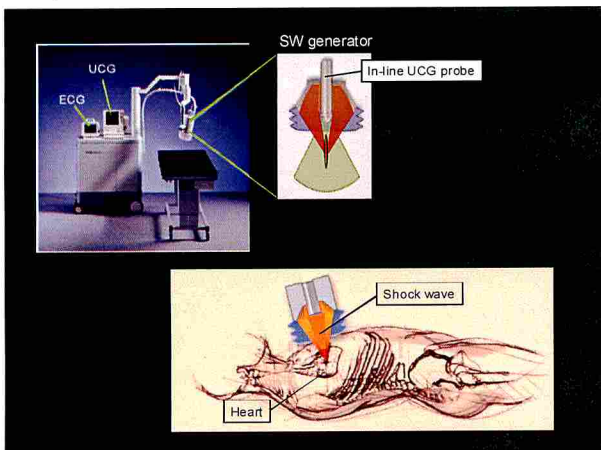 SW generator
In-line UCG probe
UCG
ECG
Shock wave
Heart